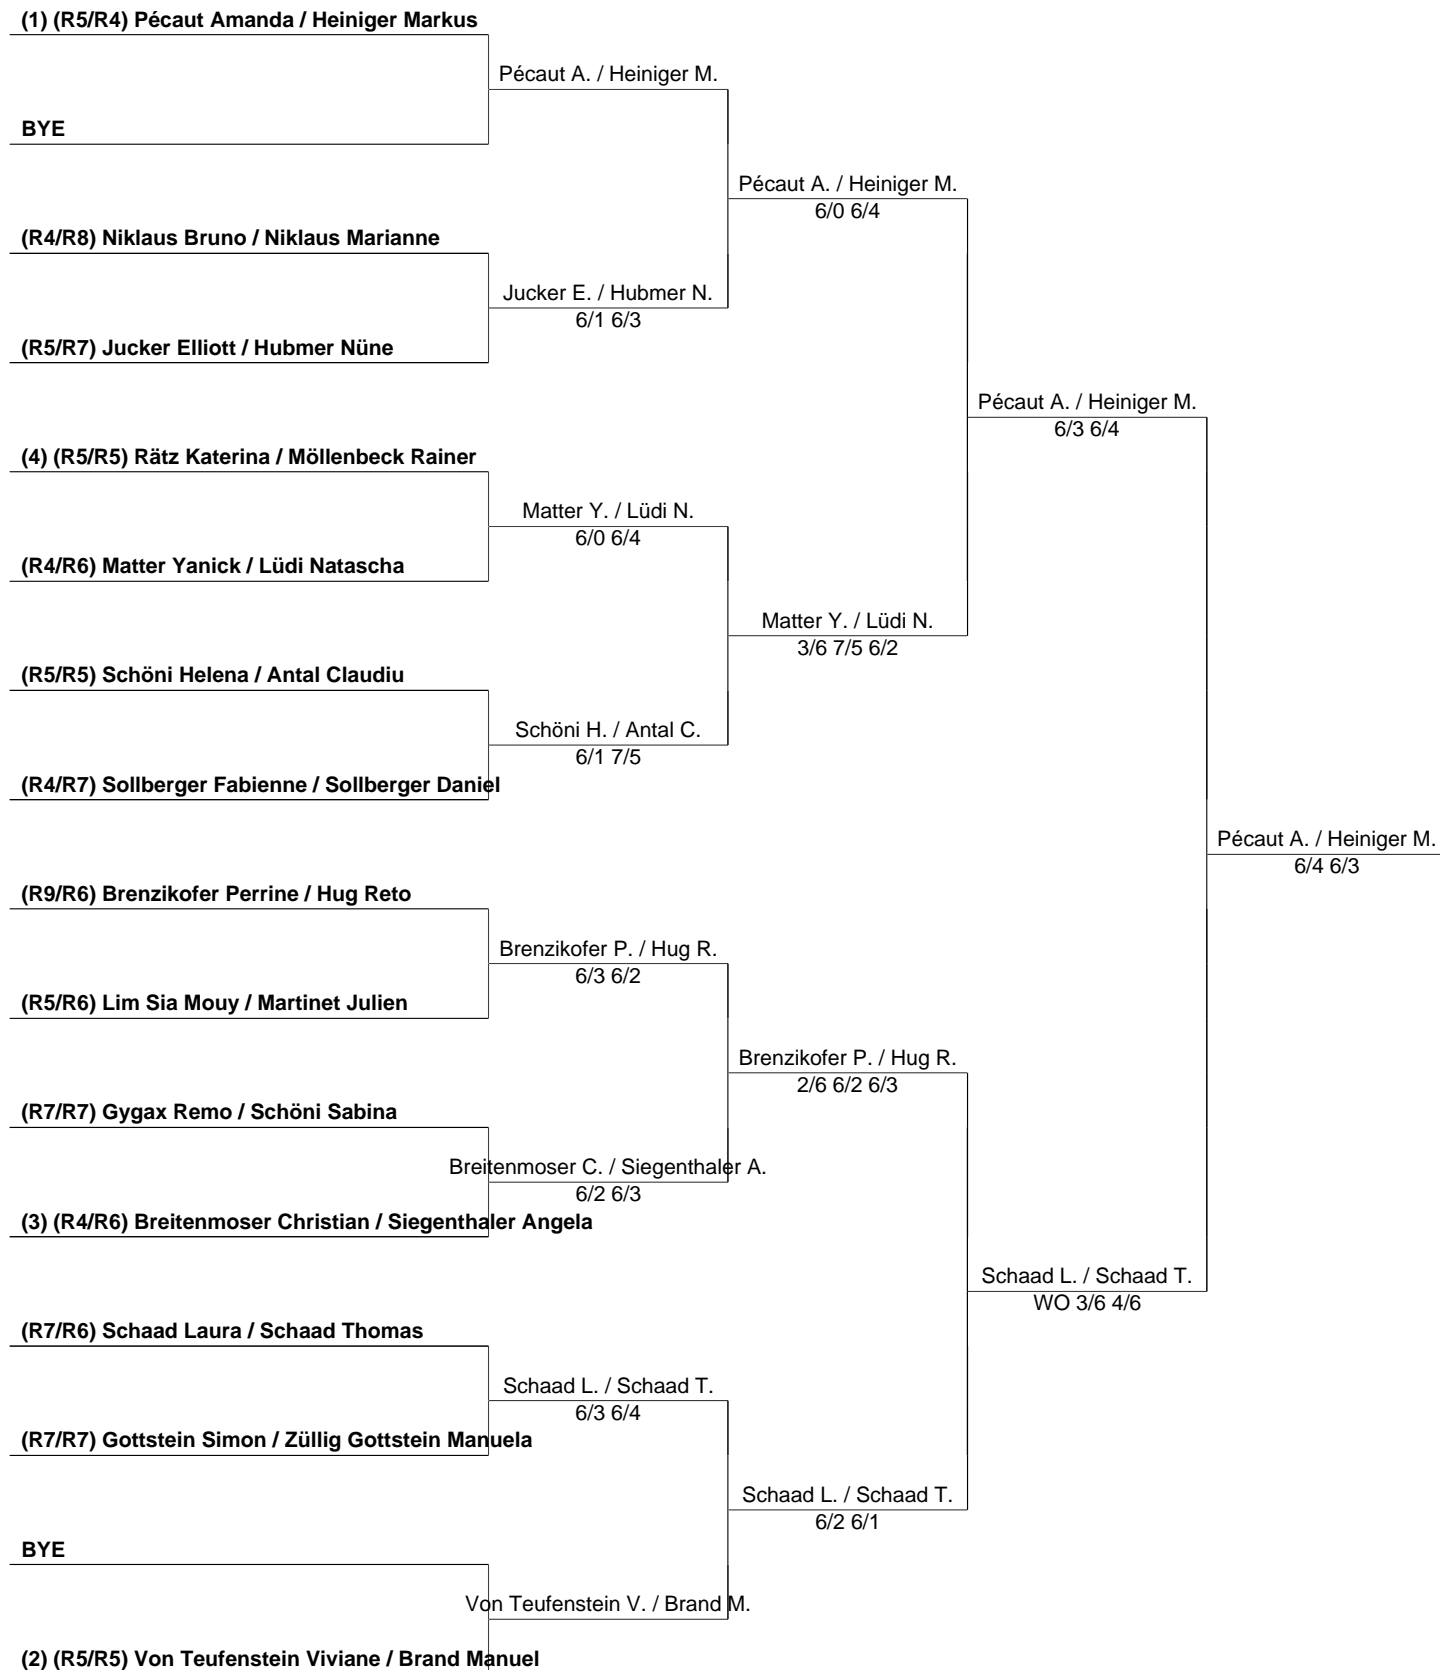 (1) (R5/R4) Pécaut Amanda / Heiniger Markus
Pécaut A. / Heiniger M.
BYE
Pécaut A. / Heiniger M.
6/0 6/4
(R4/R8) Niklaus Bruno / Niklaus Marianne
Jucker E. / Hubmer N.
6/1 6/3
(R5/R7) Jucker Elliott / Hubmer Nüne
Pécaut A. / Heiniger M.
6/3 6/4
(4) (R5/R5) Rätz Katerina / Möllenbeck Rainer
Matter Y. / Lüdi N.
6/0 6/4
(R4/R6) Matter Yanick / Lüdi Natascha
Matter Y. / Lüdi N.
3/6 7/5 6/2
(R5/R5) Schöni Helena / Antal Claudiu
Schöni H. / Antal C.
6/1 7/5
(R4/R7) Sollberger Fabienne / Sollberger Daniel
Pécaut A. / Heiniger M.
6/4 6/3
(R9/R6) Brenzikofer Perrine / Hug Reto
Brenzikofer P. / Hug R.
6/3 6/2
(R5/R6) Lim Sia Mouy / Martinet Julien
Brenzikofer P. / Hug R.
2/6 6/2 6/3
(R7/R7) Gygax Remo / Schöni Sabina
Breitenmoser C. / Siegenthaler A.
6/2 6/3
(3) (R4/R6) Breitenmoser Christian / Siegenthaler Angela
Schaad L. / Schaad T.
WO 3/6 4/6
(R7/R6) Schaad Laura / Schaad Thomas
Schaad L. / Schaad T.
6/3 6/4
(R7/R7) Gottstein Simon / Züllig Gottstein Manuela
Schaad L. / Schaad T.
6/2 6/1
BYE
Von Teufenstein V. / Brand M.
(2) (R5/R5) Von Teufenstein Viviane / Brand Manuel